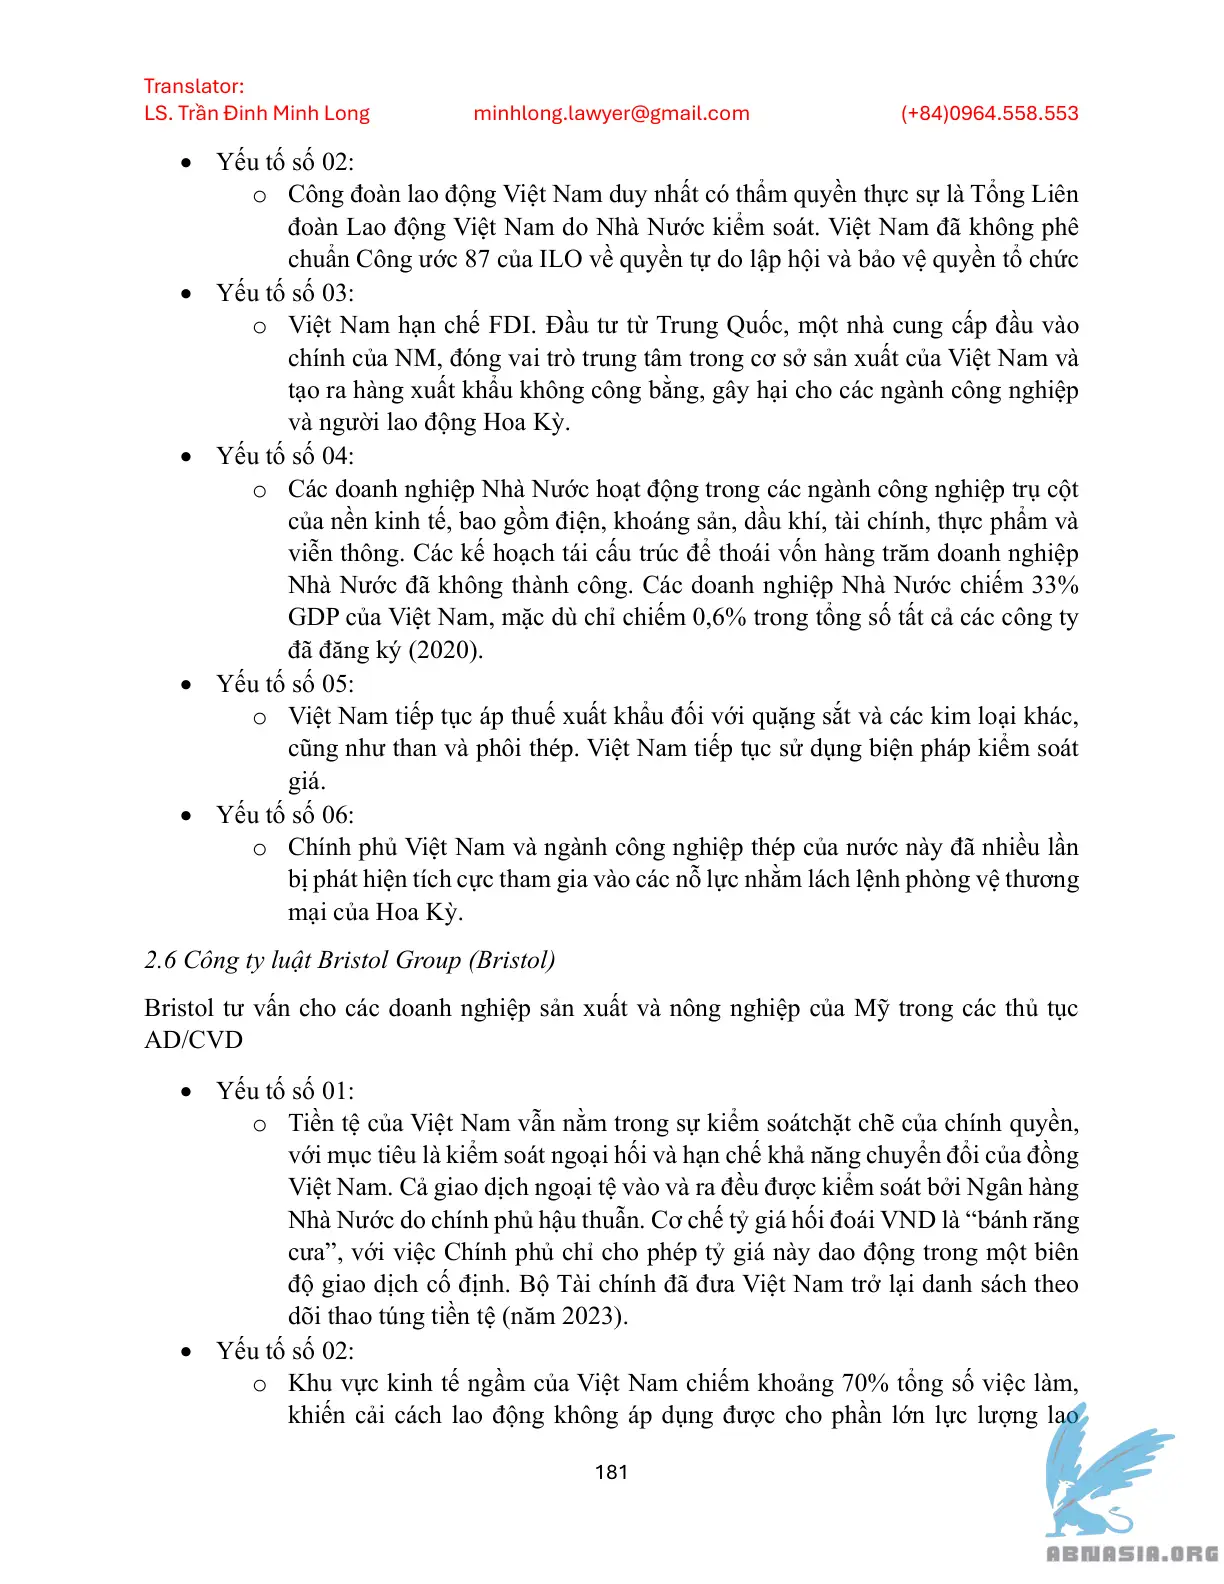 Translator:
LS. Trần Đinh Minh Long minhlong.lawyer@gmail.com (+84)0964.558.553
• Yếu tố số 02:
o Công đoàn lao động Việt Nam duy nhất có thẩm quyền thực sự là Tổng Liên
đoàn Lao động Việt Nam do Nhà Nước kiểm soát. Việt Nam đã không phê
chuẩn Công ước 87 của ILO về quyền tự do lập hội và bảo vệ quyền tổ chức
• Yếu tố số 03:
o Việt Nam hạn chế FDI. Đầu tư từ Trung Quốc, một nhà cung cấp đầu vào
chính của NM, đóng vai trò trung tâm trong cơ sở sản xuất của Việt Nam và
tạo ra hàng xuất khẩu không công bằng, gây hại cho các ngành công nghiệp
và người lao động Hoa Kỳ.
• Yếu tố số 04:
o Các doanh nghiệp Nhà Nước hoạt động trong các ngành công nghiệp trụ cột
của nền kinh tế, bao gồm điện, khoáng sản, dầu khí, tài chính, thực phẩm và
viễn thông. Các kế hoạch tái cấu trúc để thoái vốn hàng trăm doanh nghiệp
Nhà Nước đã không thành công. Các doanh nghiệp Nhà Nước chiếm 33%
GDP của Việt Nam, mặc dù chỉ chiếm 0,6% trong tổng số tất cả các công ty
đã đăng ký (2020).
• Yếu tố số 05:
o Việt Nam tiếp tục áp thuế xuất khẩu đối với quặng sắt và các kim loại khác,
cũng như than và phôi thép. Việt Nam tiếp tục sử dụng biện pháp kiểm soát
giá.
• Yếu tố số 06:
o Chính phủ Việt Nam và ngành công nghiệp thép của nước này đã nhiều lần
bị phát hiện tích cực tham gia vào các nỗ lực nhằm lách lệnh phòng vệ thương
mại của Hoa Kỳ.
2.6 Công ty luật Bristol Group (Bristol)
Bristol tư vấn cho các doanh nghiệp sản xuất và nông nghiệp của Mỹ trong các thủ tục
AD/CVD
• Yếu tố số 01:
o Tiền tệ của Việt Nam vẫn nằm trong sự kiểm soátchặt chẽ của chính quyền,
với mục tiêu là kiểm soát ngoại hối và hạn chế khả năng chuyển đổi của đồng
Việt Nam. Cả giao dịch ngoại tệ vào và ra đều được kiểm soát bởi Ngân hàng
Nhà Nước do chính phủ hậu thuẫn. Cơ chế tỷ giá hối đoái VND là “bánh răng
cưa”, với việc Chính phủ chỉ cho phép tỷ giá này dao động trong một biên
độ giao dịch cố định. Bộ Tài chính đã đưa Việt Nam trở lại danh sách theo
dõi thao túng tiền tệ (năm 2023).
• Yếu tố số 02:
o Khu vực kinh tế ngầm của Việt Nam chiếm khoảng 70% tổng số việc làm,
khiến cải cách lao động không áp dụng được cho phần lớn lực lượng lao
181
ABNASIA.ORG